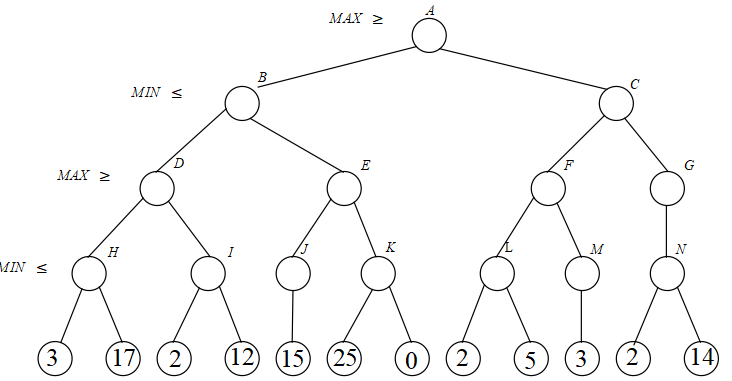 MAX ≥ A
MIN ≤ B C
MAX ≥ D E F G
MIN ≤ H I J K L M N
3 17 2 12 15 25 0 2 5 3 2 14